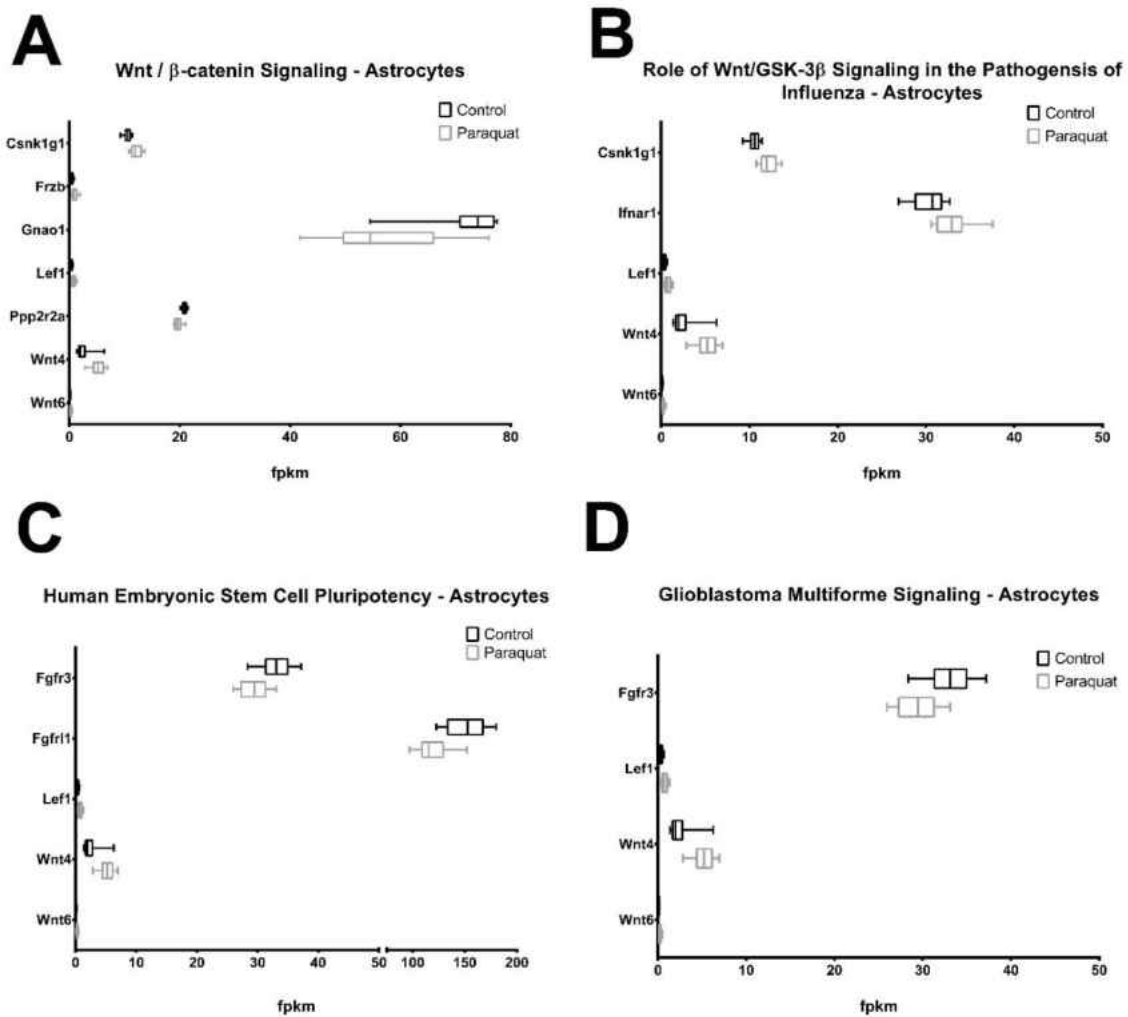 A
Wnt / β-catenin Signaling - Astrocytes
Control
Paraquat
Csnk1g1
Frzb
Gnao1
Lef1
Ppp2r2a
Wnt4
Wnt6
0 20 40 60 80
fpkm
B
Role of Wnt/GSK-3β Signaling in the Pathogensis of
Influenza - Astrocytes
Control
Paraquat
Csnk1g1
Ifnar1
Lef1
Wnt4
Wnt6
0 10 20 30 40 50
fpkm
C
Human Embryonic Stem Cell Pluripotency - Astrocytes
Control
Paraquat
Fgfr3
Fgfrl1
Lef1
Wnt4
Wnt6
0 10 20 30 40 50 100 150 200
fpkm
D
Glioblastoma Multiforme Signaling - Astrocytes
Control
Paraquat
Fgfr3
Lef1
Wnt4
Wnt6
0 10 20 30 40 50
fpkm